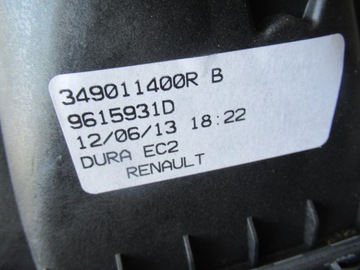 349011400R B
9615931D
12/06/13 18:22
DURA EC2
RENAULT